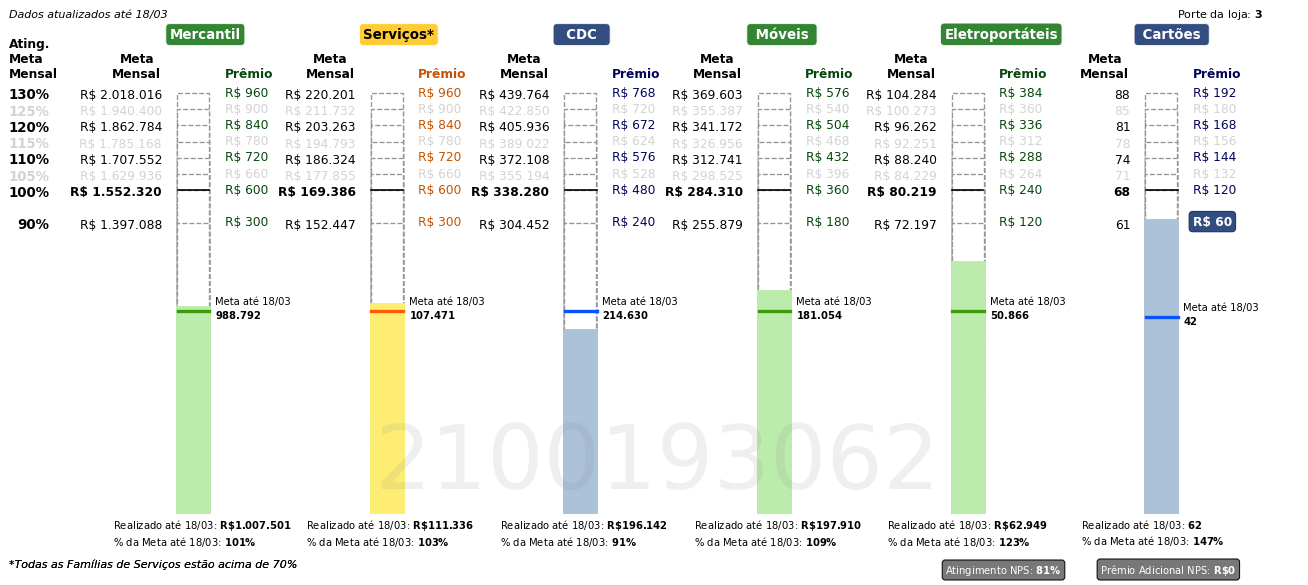 Dados atualizados até 18/03 Porte da loja: 3
Mercantil Serviços* CDC Móveis Eletroportáteis Cartões
Ating. Meta Mensal Meta Mensal Prêmio Meta Mensal Prêmio Meta Mensal Prêmio Meta Mensal Prêmio Meta Mensal Prêmio Meta Mensal Prêmio
130% R$ 2.018.016 R$ 960 R$ 220.201 R$ 960 R$ 439.764 R$ 768 R$ 369.603 R$ 576 R$ 104.284 R$ 384 88 R$ 192
125% R$ 1.940.400 R$ 900 R$ 211.732 R$ 900 R$ 422.850 R$ 720 R$ 355.387 R$ 540 R$ 100.273 R$ 360 85 R$ 180
120% R$ 1.862.784 R$ 840 R$ 203.263 R$ 840 R$ 405.936 R$ 672 R$ 341.172 R$ 504 R$ 96.262 R$ 336 81 R$ 168
115% R$ 1.785.168 R$ 780 R$ 194.793 R$ 780 R$ 389.022 R$ 624 R$ 326.956 R$ 468 R$ 92.251 R$ 312 78 R$ 156
110% R$ 1.707.552 R$ 720 R$ 186.324 R$ 720 R$ 372.108 R$ 576 R$ 312.741 R$ 432 R$ 88.240 R$ 288 74 R$ 144
105% R$ 1.629.936 R$ 660 R$ 177.855 R$ 660 R$ 355.194 R$ 528 R$ 298.525 R$ 396 R$ 84.229 R$ 264 71 R$ 132
100% R$ 1.552.320 R$ 600 R$ 169.386 R$ 600 R$ 338.280 R$ 480 R$ 284.310 R$ 360 R$ 80.219 R$ 240 68 R$ 120
90% R$ 1.397.088 R$ 300 R$ 152.447 R$ 300 R$ 304.452 R$ 240 R$ 255.879 R$ 180 R$ 72.197 R$ 120 61 R$ 60
Meta até 18/03 Meta até 18/03 Meta até 18/03 Meta até 18/03 Meta até 18/03 Meta até 18/03
988.792 107.471 214.630 181.054 50.866 42
2100193062
Realizado até 18/03: R$1.007.501 Realizado até 18/03: R$111.336 Realizado até 18/03: R$196.142 Realizado até 18/03: R$197.910 Realizado até 18/03: R$62.949 Realizado até 18/03: 62
% da Meta até 18/03: 101% % da Meta até 18/03: 103% % da Meta até 18/03: 91% % da Meta até 18/03: 109% % da Meta até 18/03: 123% % da Meta até 18/03: 147%
*Todas as Famílias de Serviços estão acima de 70% Atingimento NPS: 81% Prêmio Adicional NPS: R$0